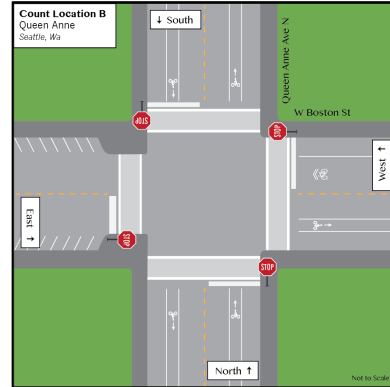 Count Location B
Queen Anne
Seattle, Wa
↓ South
Queen Anne Ave N
W Boston St
STOP
STOP
West ↑
East ↑
STOP
STOP
North ↑
Not to Scale